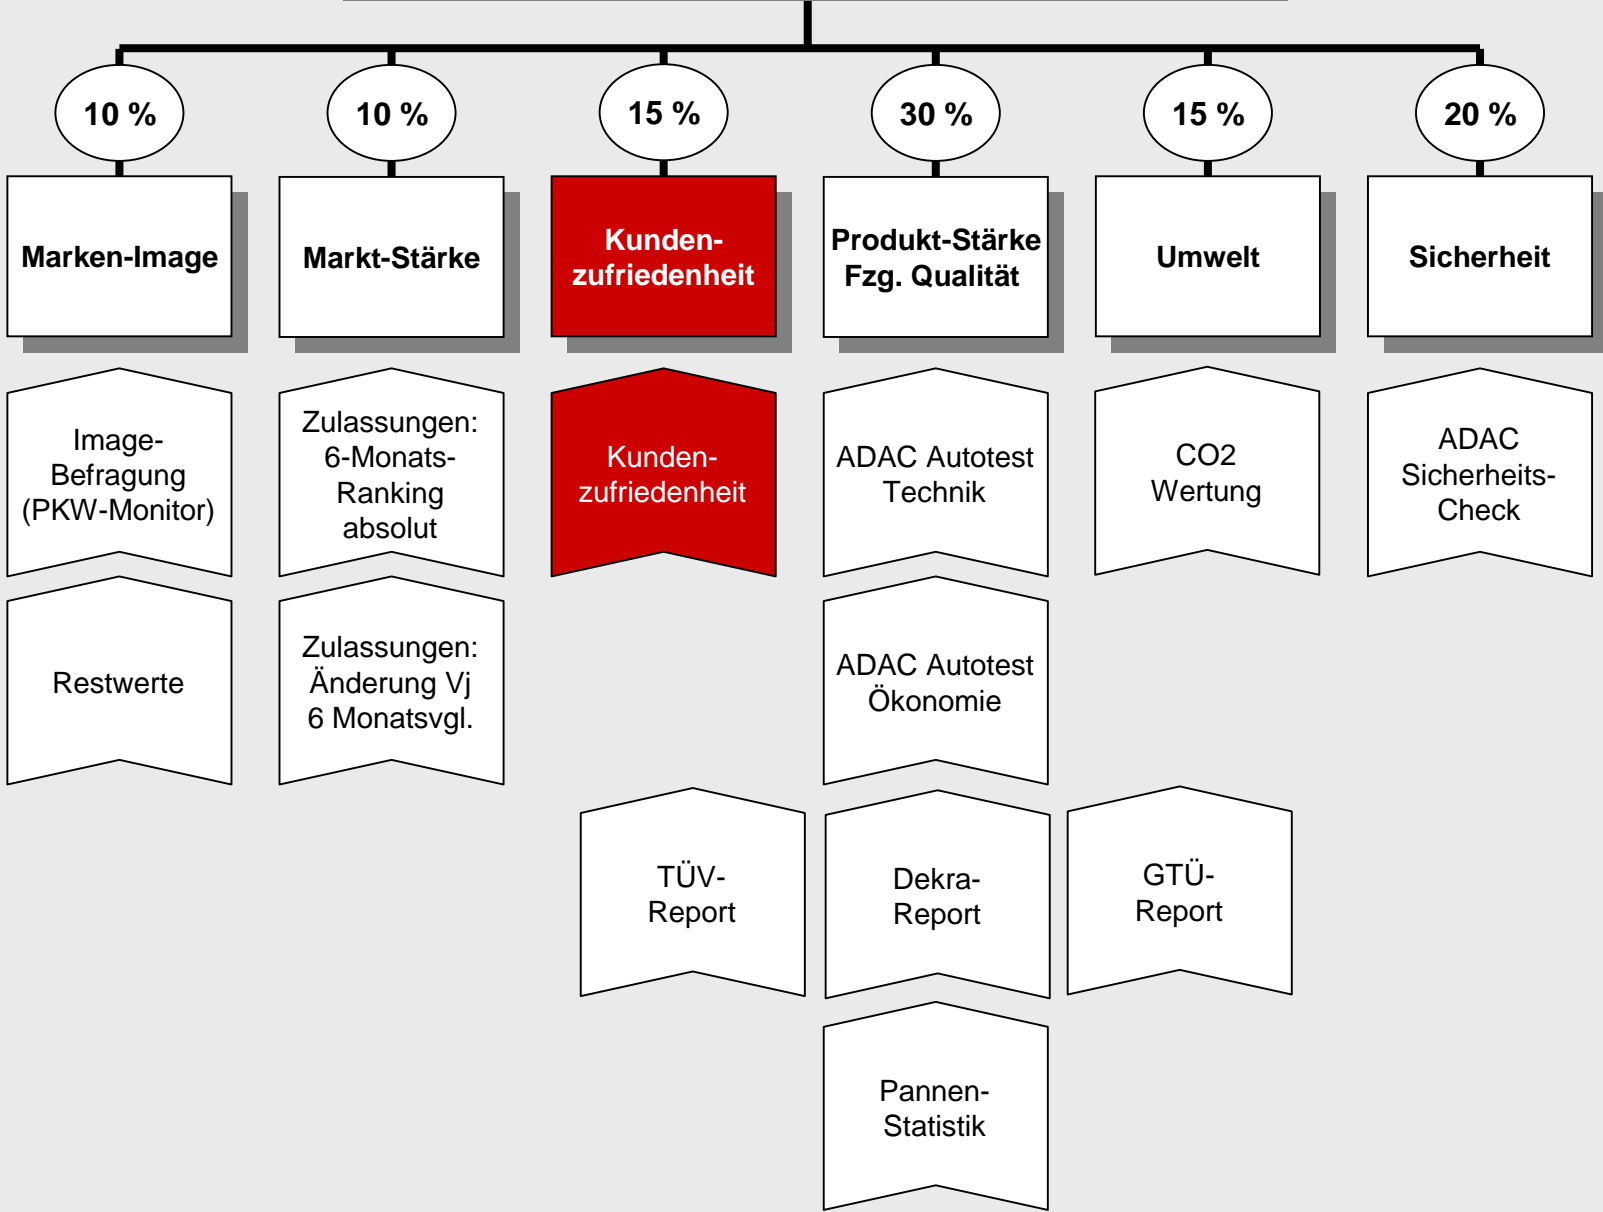 10 %
10 %
15 %
30 %
15 %
20 %
Marken-Image
Markt-Stärke
Kunden-
zufriedenheit
Produkt-Stärke
Fzg. Qualität
Umwelt
Sicherheit
Image-
Befragung
(PKW-Monitor)
Zulassungen:
6-Monats-
Ranking
absolut
Kunden-
zufriedenheit
ADAC Autotest
Technik
CO2
Wertung
ADAC
Sicherheits-
Check
Restwerte
Zulassungen:
Änderung Vj
6 Monatsvgl.
ADAC Autotest
Ökonomie
TÜV-
Report
Dekra-
Report
GTÜ-
Report
Pannen-
Statistik